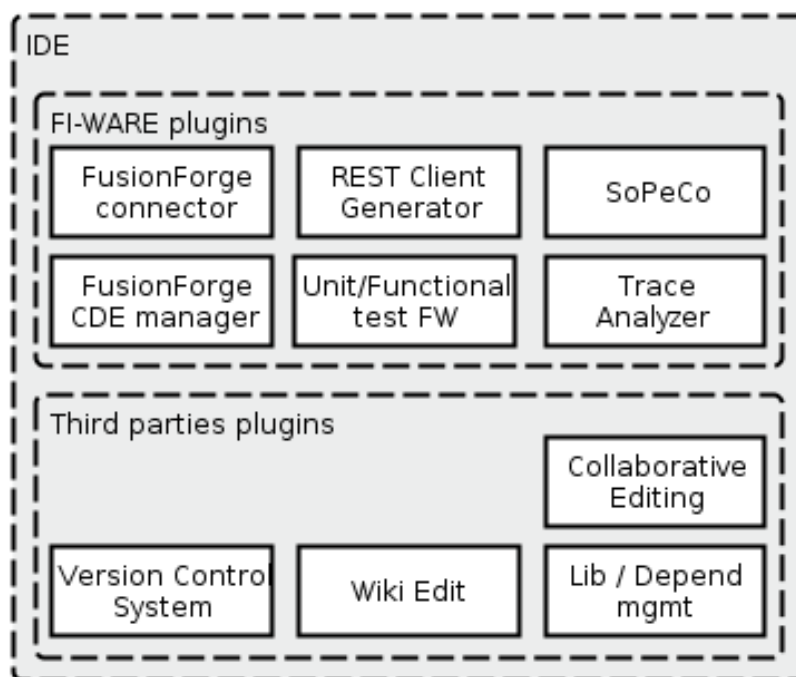 IDE
FI-WARE plugins
FusionForge
connector
REST Client
Generator
SoPeCo
FusionForge
CDE manager
Unit/Functional
test FW
Trace
Analyzer
Third parties plugins
Collaborative
Editing
Version Control
System
Wiki Edit
Lib / Depend
mgmt